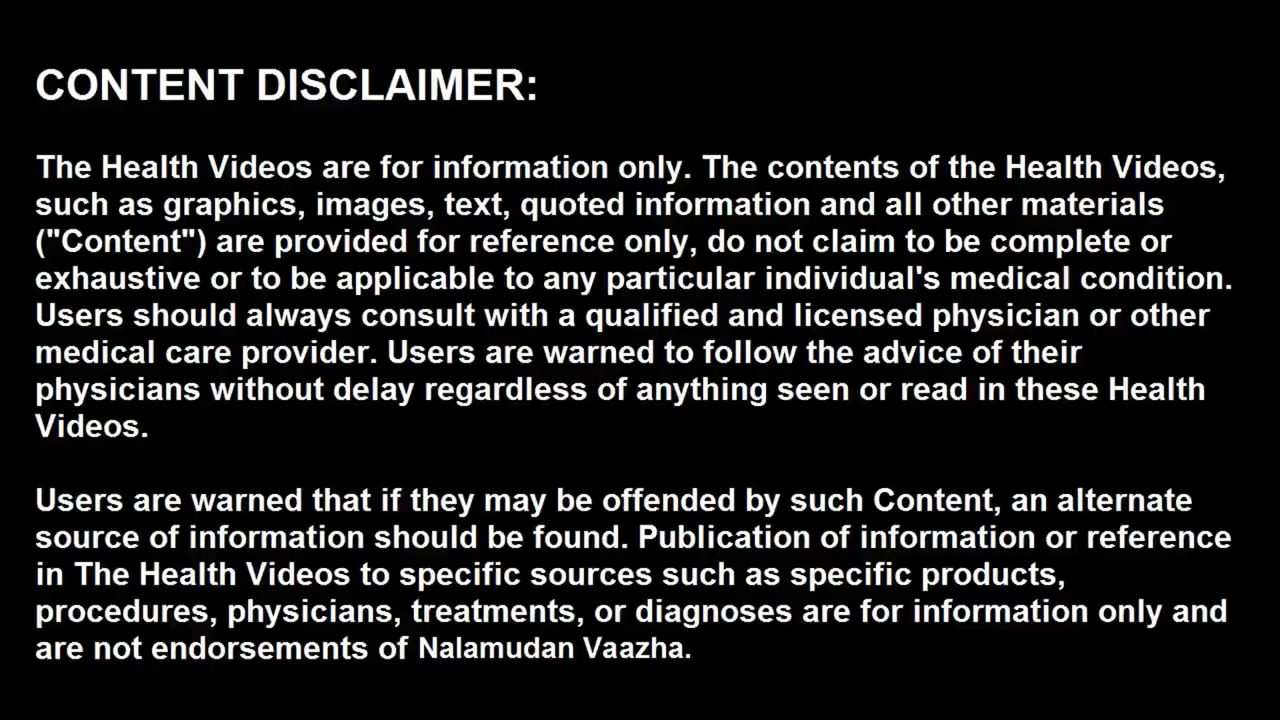 CONTENT DISCLAIMER:
The Health Videos are for information only. The contents of the Health Videos,
such as graphics, images, text, quoted information and all other materials
("Content") are provided for reference only, do not claim to be complete or
exhaustive or to be applicable to any particular individual's medical condition.
Users should always consult with a qualified and licensed physician or other
medical care provider. Users are warned to follow the advice of their
physicians without delay regardless of anything seen or read in these Health
Videos.
Users are warned that if they may be offended by such Content, an alternate
source of information should be found. Publication of information or reference
in The Health Videos to specific sources such as specific products,
procedures, physicians, treatments, or diagnoses are for information only and
are not endorsements of Nalamudan Vaazha.